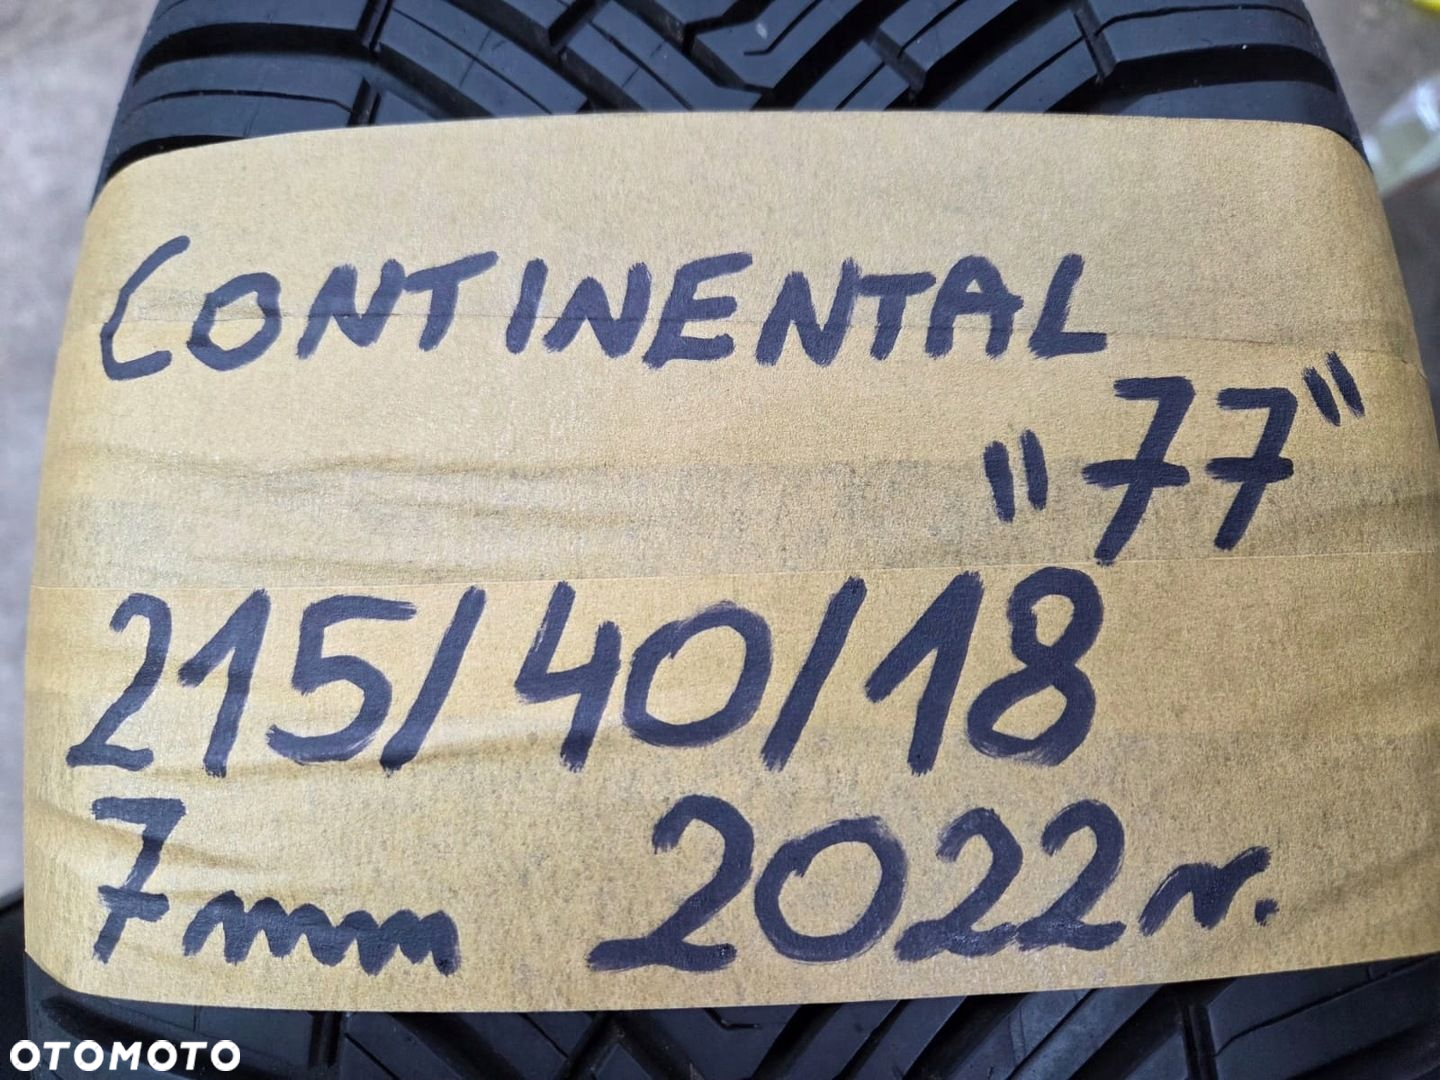 CONTINENTAL
"77"
215/40/18
7mm 2022r.
OTOMOTO